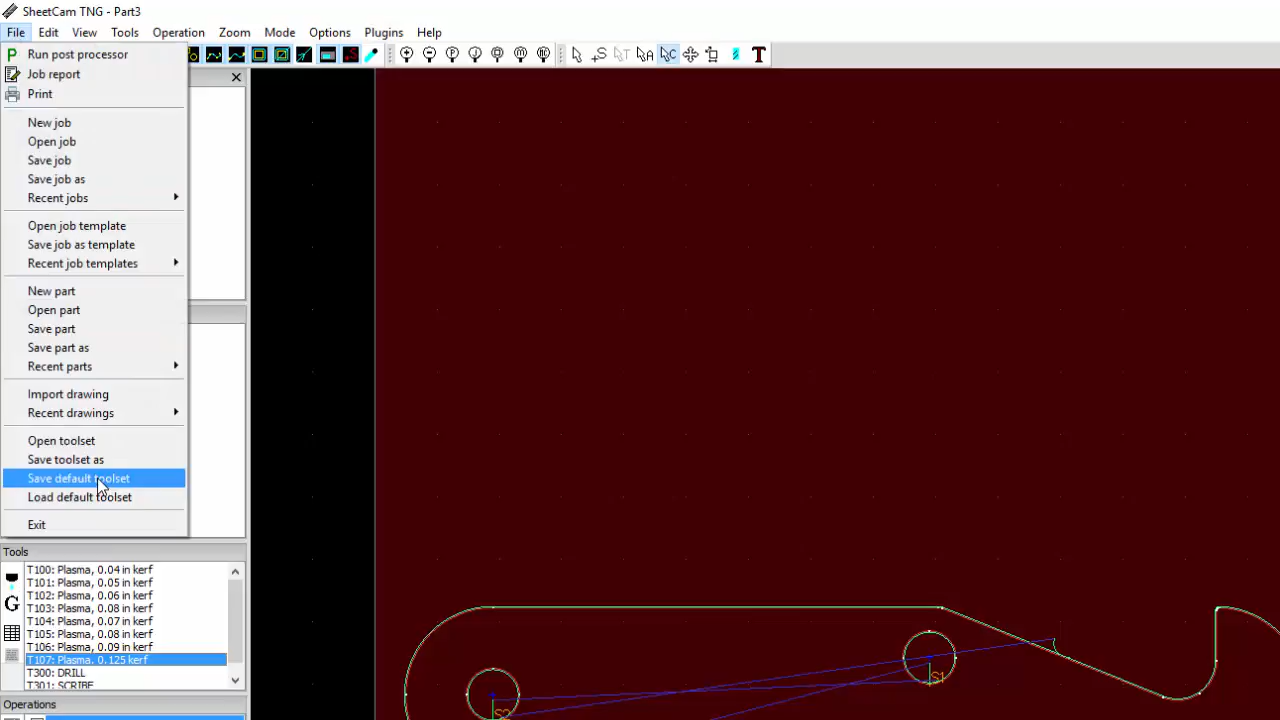 SheetCam TNG - Part3
File Edit View Tools Operation Zoom Mode Options Plugins Help
P Run post processor
Job report
Print
New job
Open job
Save job
Save job as
Recent jobs
Open job template
Save job as template
Recent job templates
New part
Open part
Save part
Save part as
Recent parts
Import drawing
Recent drawings
Open toolset
Save toolset as
Save default toolset
Load default toolset
Exit
Tools
T100: Plasma, 0.04 in kerf
T101: Plasma, 0.05 in kerf
T102: Plasma, 0.06 in kerf
T103: Plasma, 0.08 in kerf
T104: Plasma, 0.07 in kerf
T105: Plasma, 0.08 in kerf
T106: Plasma, 0.09 in kerf
T107: Plasma, 0.125 kerf
T300: DRILL
T301: SCRIBE
Operations
S1
S2